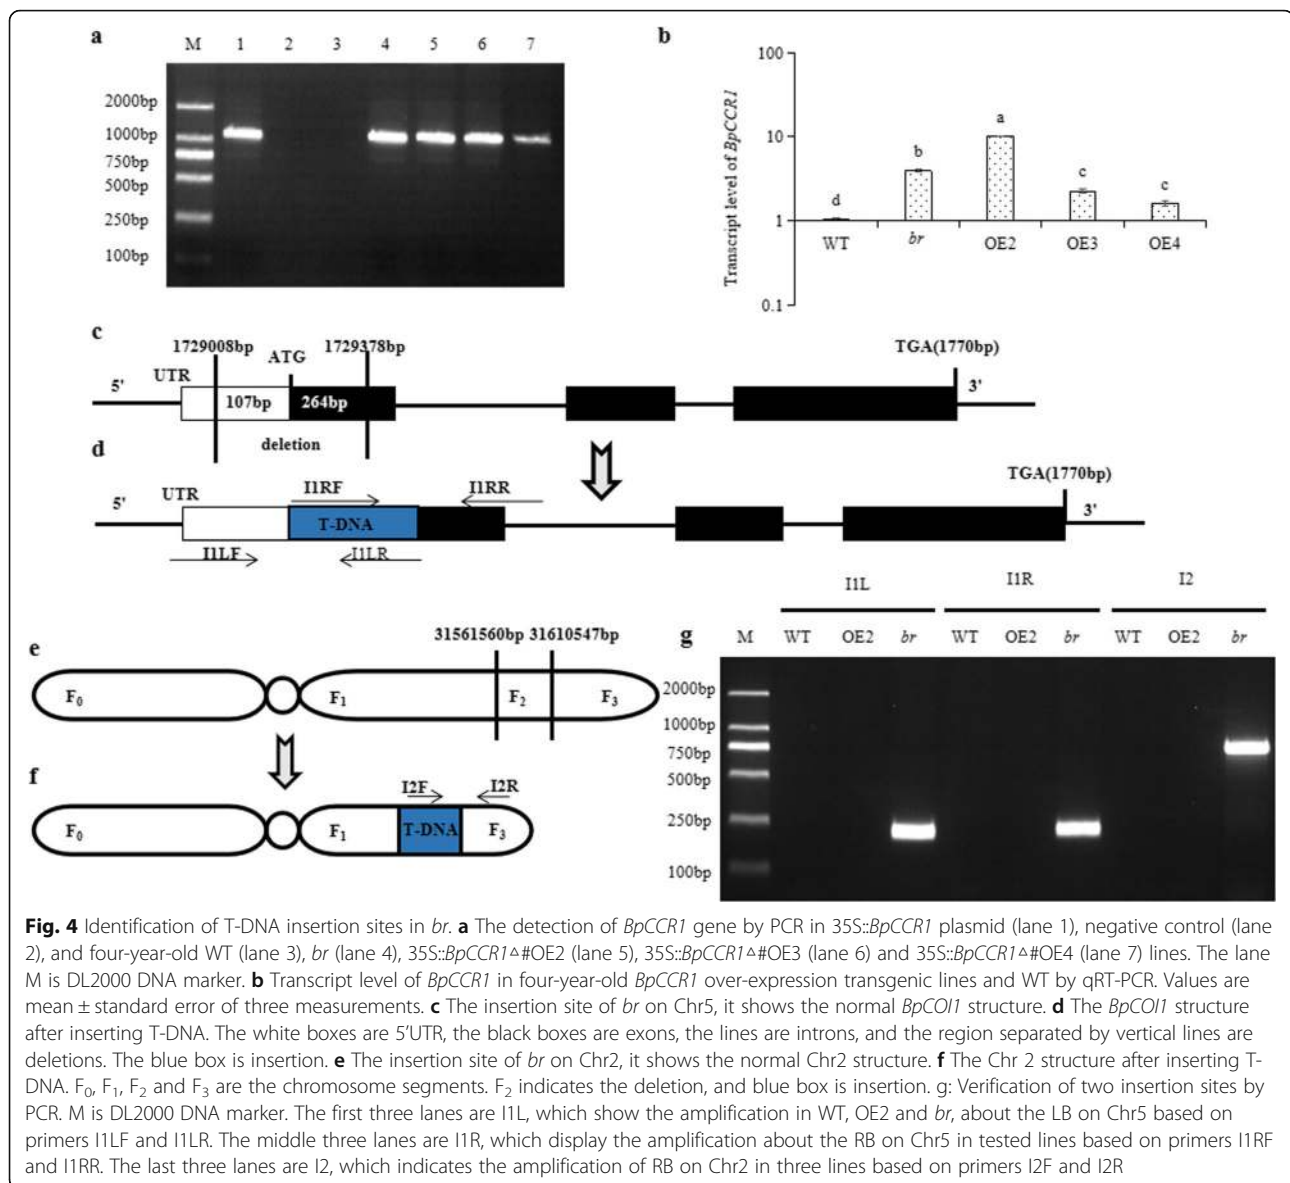 a
M 1 2 3 4 5 6 7
2000bp
1000bp
750bp
500bp
250bp
100bp
b
Transcript level of BpCCR1
100
10
1
0.1
d b a c c
WT br OE2 OE3 OE4
c
1729008bp ATG 1729378bp TGA(1770bp)
5' UTR 107bp 264bp 3'
deletion
d
UTR I1RF I1RR TGA(1770bp)
5' T-DNA 3'
I1LF I1LR
e
31561560bp 31610547bp
F₀ F₁ F₂ F₃
f
I2F I2R
F₀ F₁ T-DNA F₃
g
I1L I1R I2
M WT OE2 br WT OE2 br WT OE2 br
2000bp
1000bp
750bp
500bp
250bp
100bp
Fig. 4 Identification of T-DNA insertion sites in br. a The detection of BpCCR1 gene by PCR in 35S::BpCCR1 plasmid (lane 1), negative control (lane
2), and four-year-old WT (lane 3), br (lane 4), 35S::BpCCR1△#OE2 (lane 5), 35S::BpCCR1△#OE3 (lane 6) and 35S::BpCCR1△#OE4 (lane 7) lines. The lane
M is DL2000 DNA marker. b Transcript level of BpCCR1 in four-year-old BpCCR1 over-expression transgenic lines and WT by qRT-PCR. Values are
mean ± standard error of three measurements. c The insertion site of br on Chr5, it shows the normal BpCOI1 structure. d The BpCOI1 structure
after inserting T-DNA. The white boxes are 5'UTR, the black boxes are exons, the lines are introns, and the region separated by vertical lines are
deletions. The blue box is insertion. e The insertion site of br on Chr2, it shows the normal Chr2 structure. f The Chr 2 structure after inserting T-
DNA. F₀, F₁, F₂ and F₃ are the chromosome segments. F₂ indicates the deletion, and blue box is insertion. g: Verification of two insertion sites by
PCR. M is DL2000 DNA marker. The first three lanes are I1L, which show the amplification in WT, OE2 and br, about the LB on Chr5 based on
primers I1LF and I1LR. The middle three lanes are I1R, which display the amplification about the RB on Chr5 in tested lines based on primers I1RF
and I1RR. The last three lanes are I2, which indicates the amplification of RB on Chr2 in three lines based on primers I2F and I2R